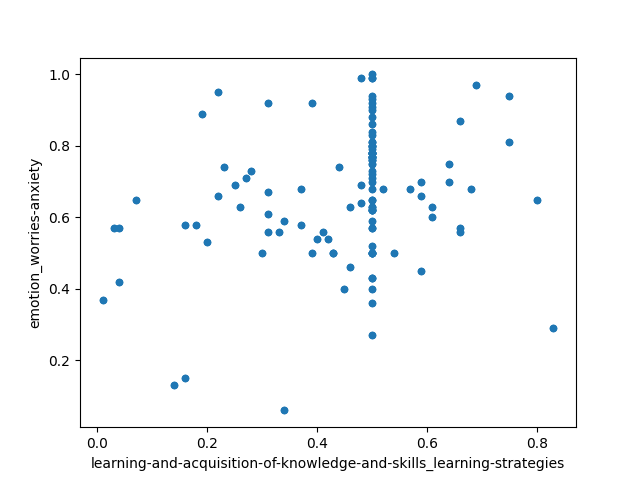 1.0
0.8
0.6
0.4
0.2
emotion_worries-anxiety
0.0 0.2 0.4 0.6 0.8
learning-and-acquisition-of-knowledge-and-skills_learning-strategies